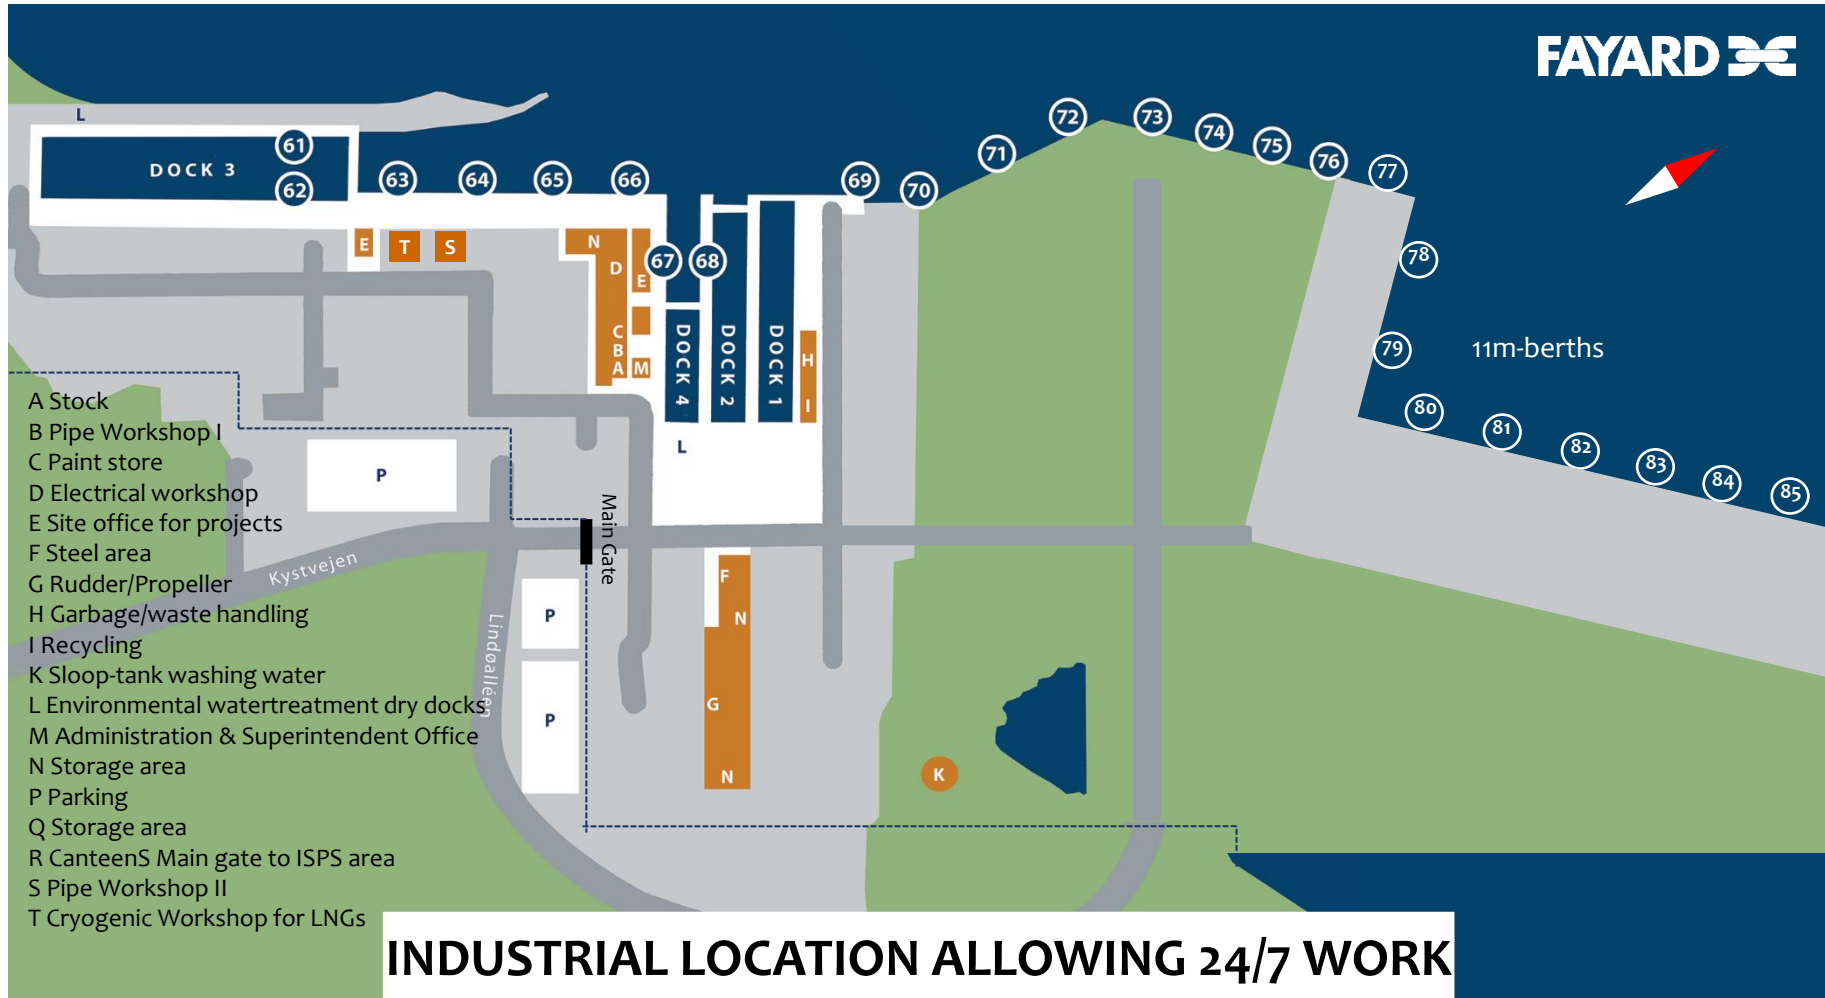 FAYARD
L
DOCK 3
61
62
63
64
65
66
67
68
69
70
71
72
73
74
75
76
77
78
79
80
81
82
83
84
85
11m-berths
E
T
S
N
D
E
C
B
A
M
DOCK 4
DOCK 2
DOCK 1
H
I
L
P
Main Gate
Kystvejen
Lindøalléen
P
P
F
N
G
N
K
A Stock
B Pipe Workshop I
C Paint store
D Electrical workshop
E Site office for projects
F Steel area
G Rudder/Propeller
H Garbage/waste handling
I Recycling
K Sloop-tank washing water
L Environmental watertreatment dry docks
M Administration & Superintendent Office
N Storage area
P Parking
Q Storage area
R CanteenS Main gate to ISPS area
S Pipe Workshop II
T Cryogenic Workshop for LNGs
INDUSTRIAL LOCATION ALLOWING 24/7 WORK